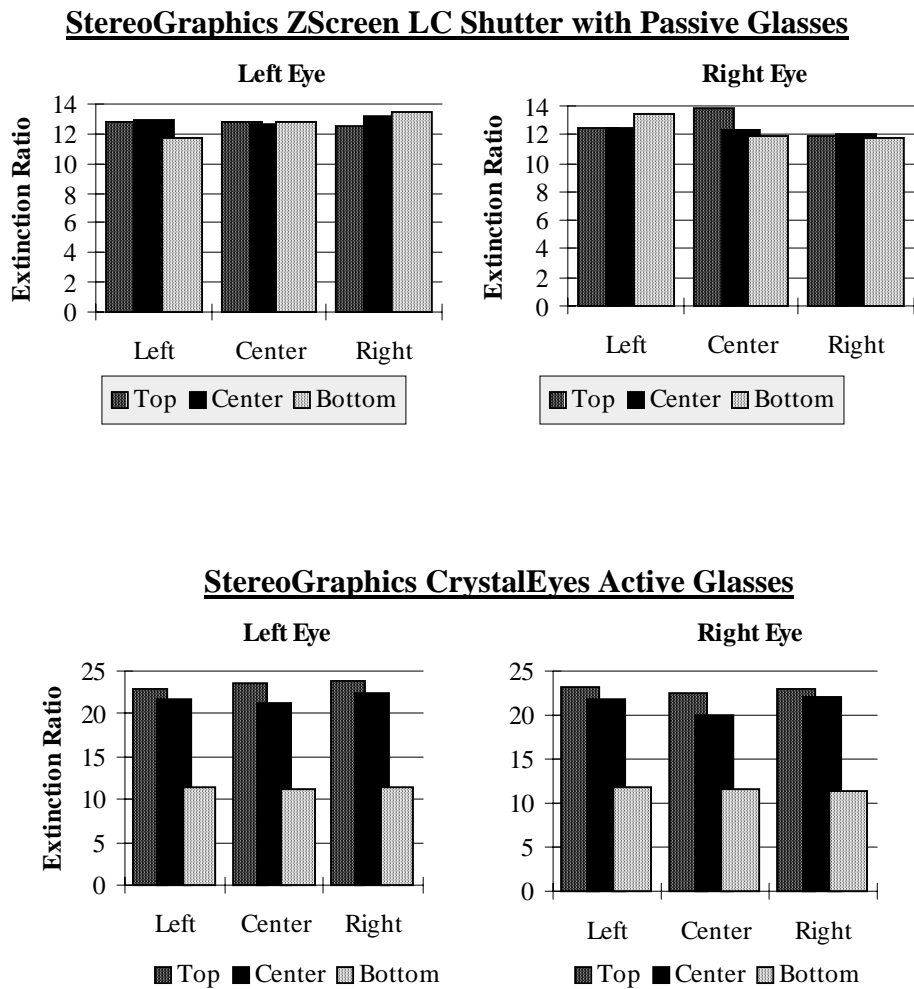 StereoGraphics ZScreen LC Shutter with Passive Glasses
Left Eye
Extinction Ratio
14
12
10
8
6
4
2
0
Left Center Right
Top Center Bottom
Right Eye
Extinction Ratio
14
12
10
8
6
4
2
0
Left Center Right
Top Center Bottom
StereoGraphics CrystalEyes Active Glasses
Left Eye
Extinction Ratio
25
20
15
10
5
0
Left Center Right
Top Center Bottom
Right Eye
25
20
15
10
5
0
Left Center Right
Top Center Bottom